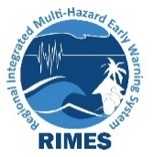 Regional Integrated Multi-Hazard Early Warning System
RIMES